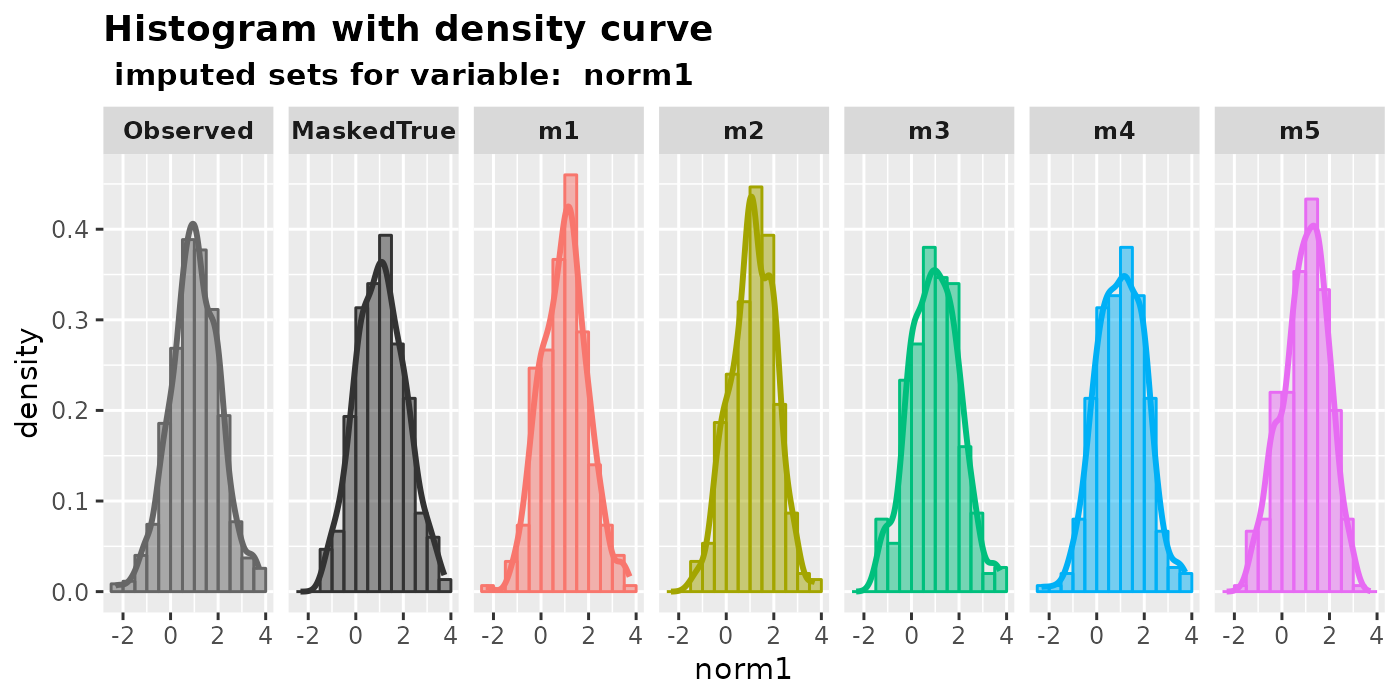 Histogram with density curve
imputed sets for variable:  norm1
Observed MaskedTrue m1 m2 m3 m4 m5
density
0.4
0.3
0.2
0.1
0.0
-2 0 2 4 -2 0 2 4 -2 0 2 4 -2 0 2 4 -2 0 2 4 -2 0 2 4 -2 0 2 4
norm1